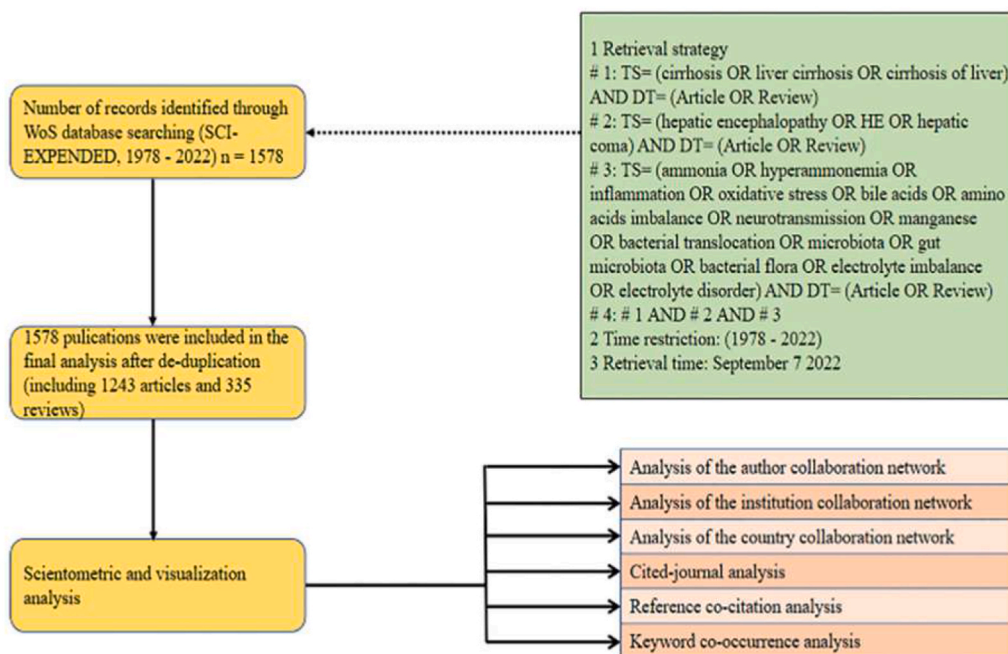 Number of records identified through
WoS database searching (SCI-
EXPENDED, 1978 - 2022) n = 1578
1 Retrieval strategy
# 1: TS= (cirrhosis OR liver cirrhosis OR cirrhosis of liver)
AND DT= (Article OR Review)
# 2: TS= (hepatic encephalopathy OR HE OR hepatic
coma) AND DT= (Article OR Review)
# 3: TS= (ammonia OR hyperammonemia OR
inflammation OR oxidative stress OR bile acids OR amino
acids imbalance OR neurotransmission OR manganese
OR bacterial translocation OR microbiota OR gut
microbiota OR bacterial flora OR electrolyte imbalance
OR electrolyte disorder) AND DT= (Article OR Review)
# 4: # 1 AND # 2 AND # 3
2 Time restriction: (1978 - 2022)
3 Retrieval time: September 7 2022
1578 pulications were included in the
final analysis after de-duplication
(including 1243 articles and 335
reviews)
Scientometric and visualization
analysis
Analysis of the author collaboration network
Analysis of the institution collaboration network
Analysis of the country collaboration network
Cited-journal analysis
Reference co-citation analysis
Keyword co-occurrence analysis